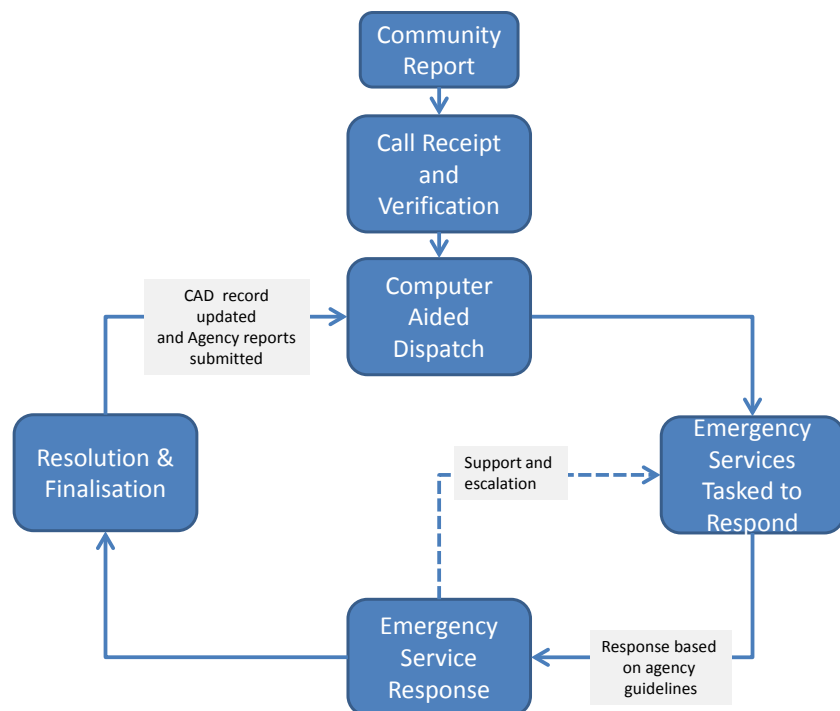 Community
Report
Call Receipt
and
Verification
Computer
Aided
Dispatch
CAD record
updated
and Agency reports
submitted
Resolution &
Finalisation
Support and
escalation
Emergency
Services
Tasked to
Respond
Emergency
Service
Response
Response based
on agency
guidelines